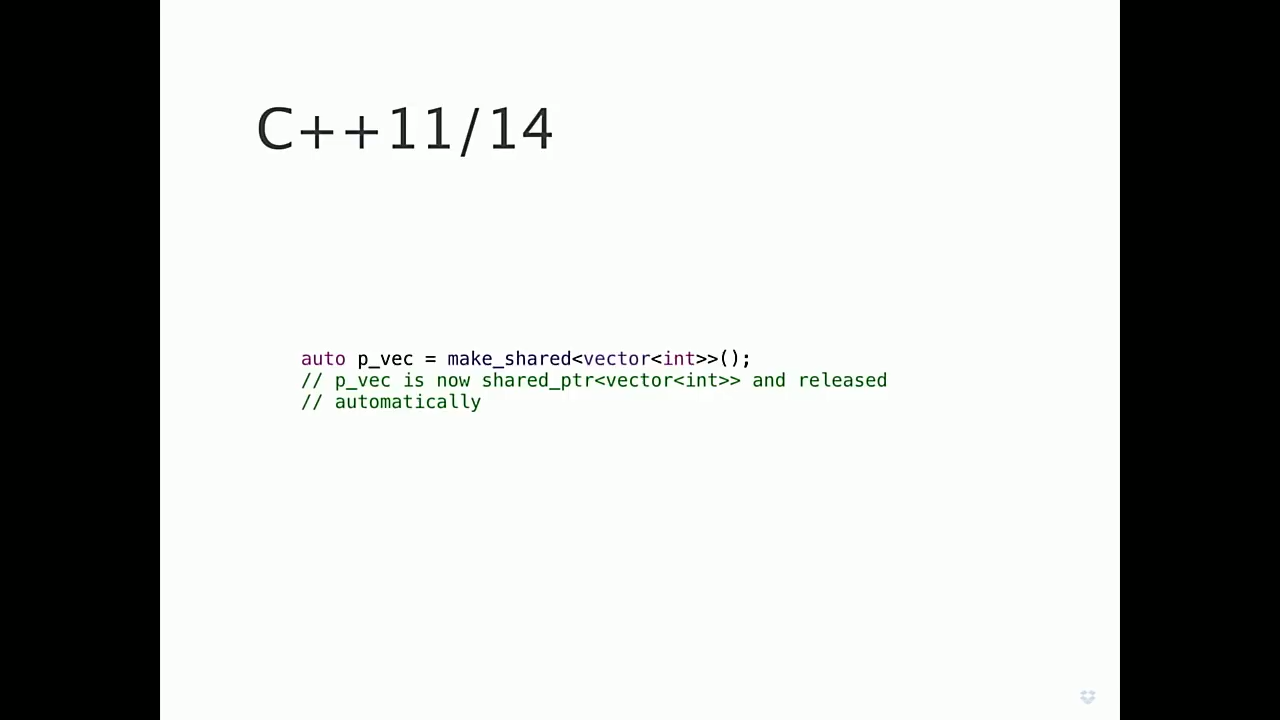 C++11/14
auto p_vec = make_shared<vector<int>>();
// p_vec is now shared_ptr<vector<int>> and released
// automatically